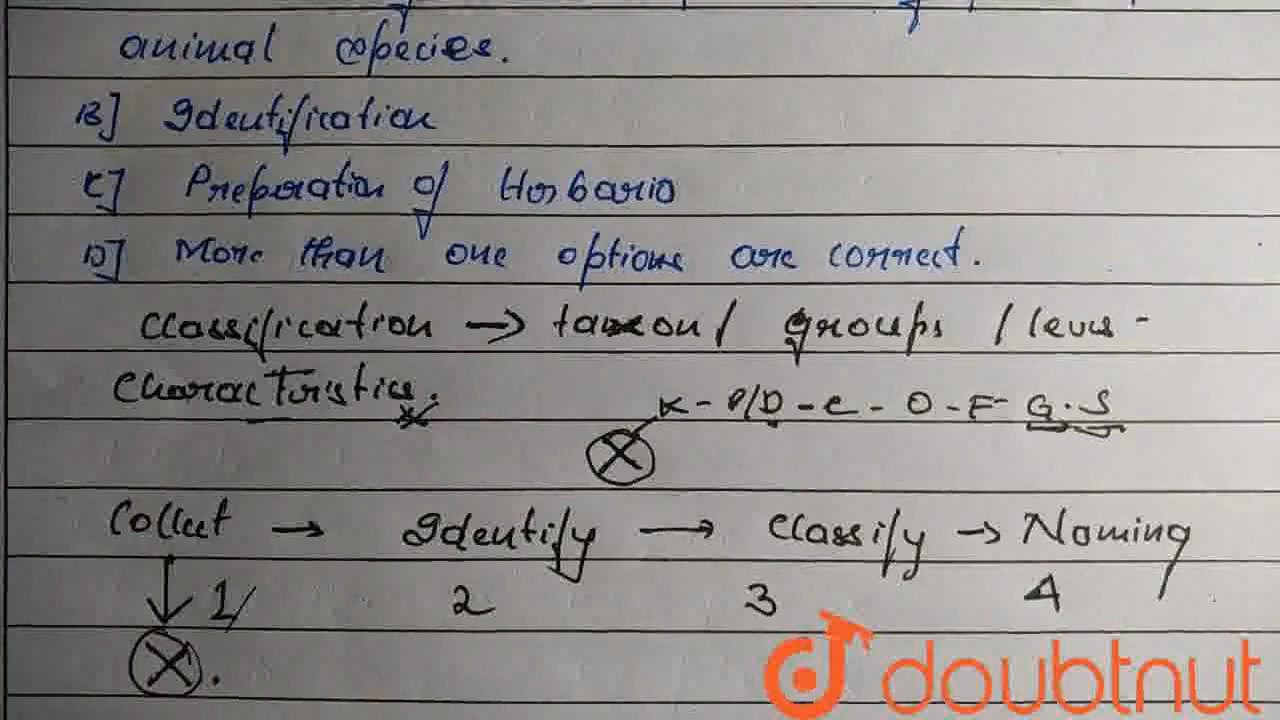 animal species.
B] Identification
C] Preparation of Herbaria
D] More than one options are correct.
Classification → taxon / groups /
Characteristics.
K - P/D - C - O - F - G . S
Collect → Identify → Classify → Naming
1 2 3 4
doubtnut